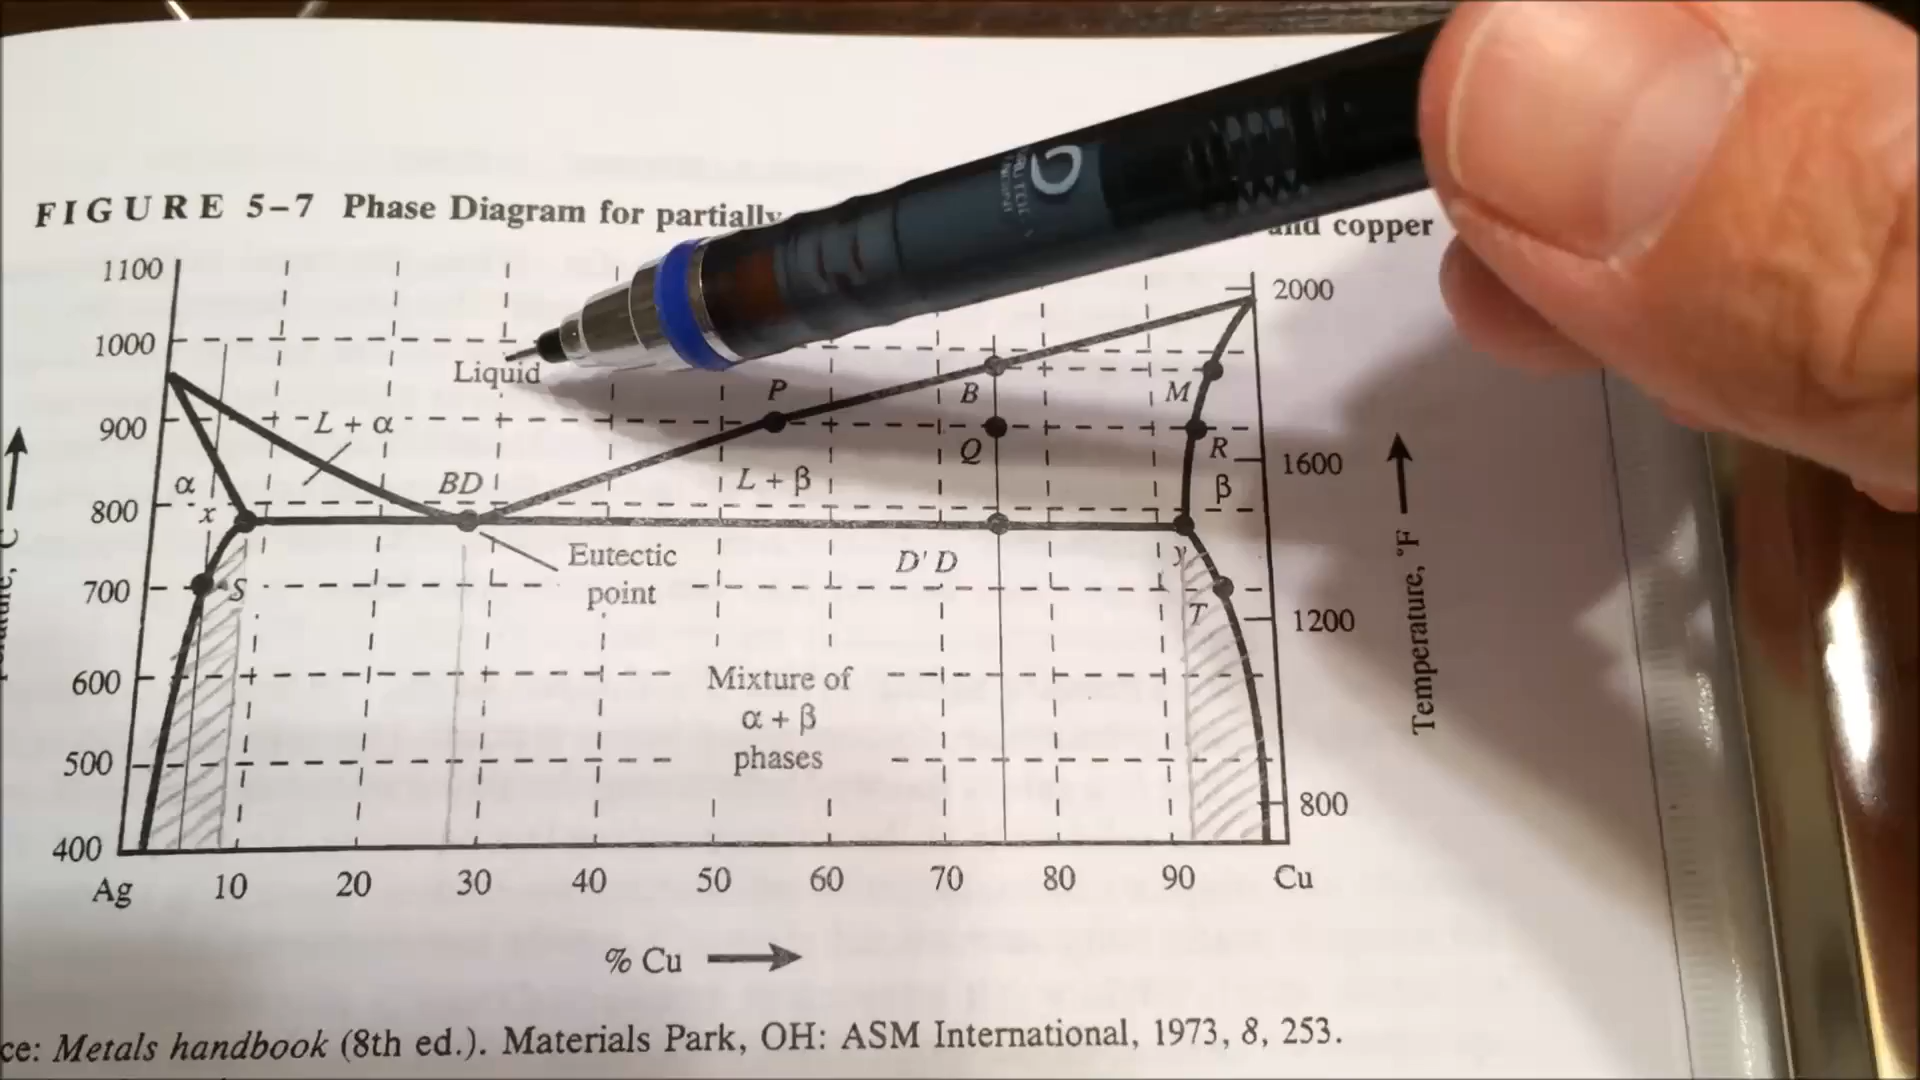 FIGURE 5-7 Phase Diagram for partially and copper
1100
2000
1000
Liquid
P
B
M
900
L + α
Q
R
1600
α
BD
L + β
β
800
x
Eutectic
point
D' D
y
700
S
T
1200
600
Mixture of
α + β
phases
500
800
400
Ag 10 20 30 40 50 60 70 80 90 Cu
% Cu
C
Temperature, °F
ce: Metals handbook (8th ed.). Materials Park, OH: ASM International, 1973, 8, 253.